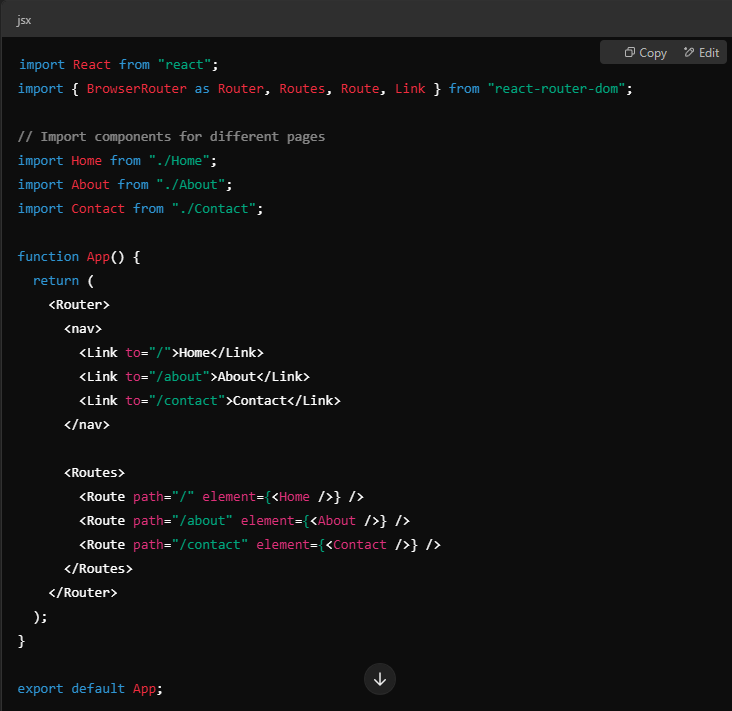 jsx
Copy Edit
import React from "react";
import { BrowserRouter as Router, Routes, Route, Link } from "react-router-dom";

// Import components for different pages
import Home from "./Home";
import About from "./About";
import Contact from "./Contact";

function App() {
  return (
    <Router>
      <nav>
        <Link to="/">Home</Link>
        <Link to="/about">About</Link>
        <Link to="/contact">Contact</Link>
      </nav>

      <Routes>
        <Route path="/" element={<Home />} />
        <Route path="/about" element={<About />} />
        <Route path="/contact" element={<Contact />} />
      </Routes>
    </Router>
  );
}

export default App;